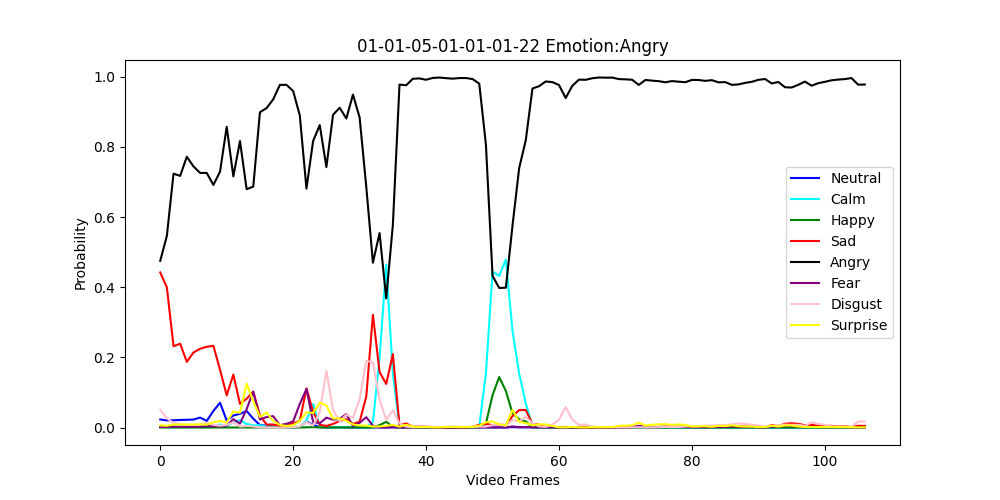 01-01-05-01-01-01-22 Emotion:Angry
Probability
1.0
0.8
0.6
0.4
0.2
0.0
Neutral
Calm
Happy
Sad
Angry
Fear
Disgust
Surprise
0 20 40 60 80 100
Video Frames